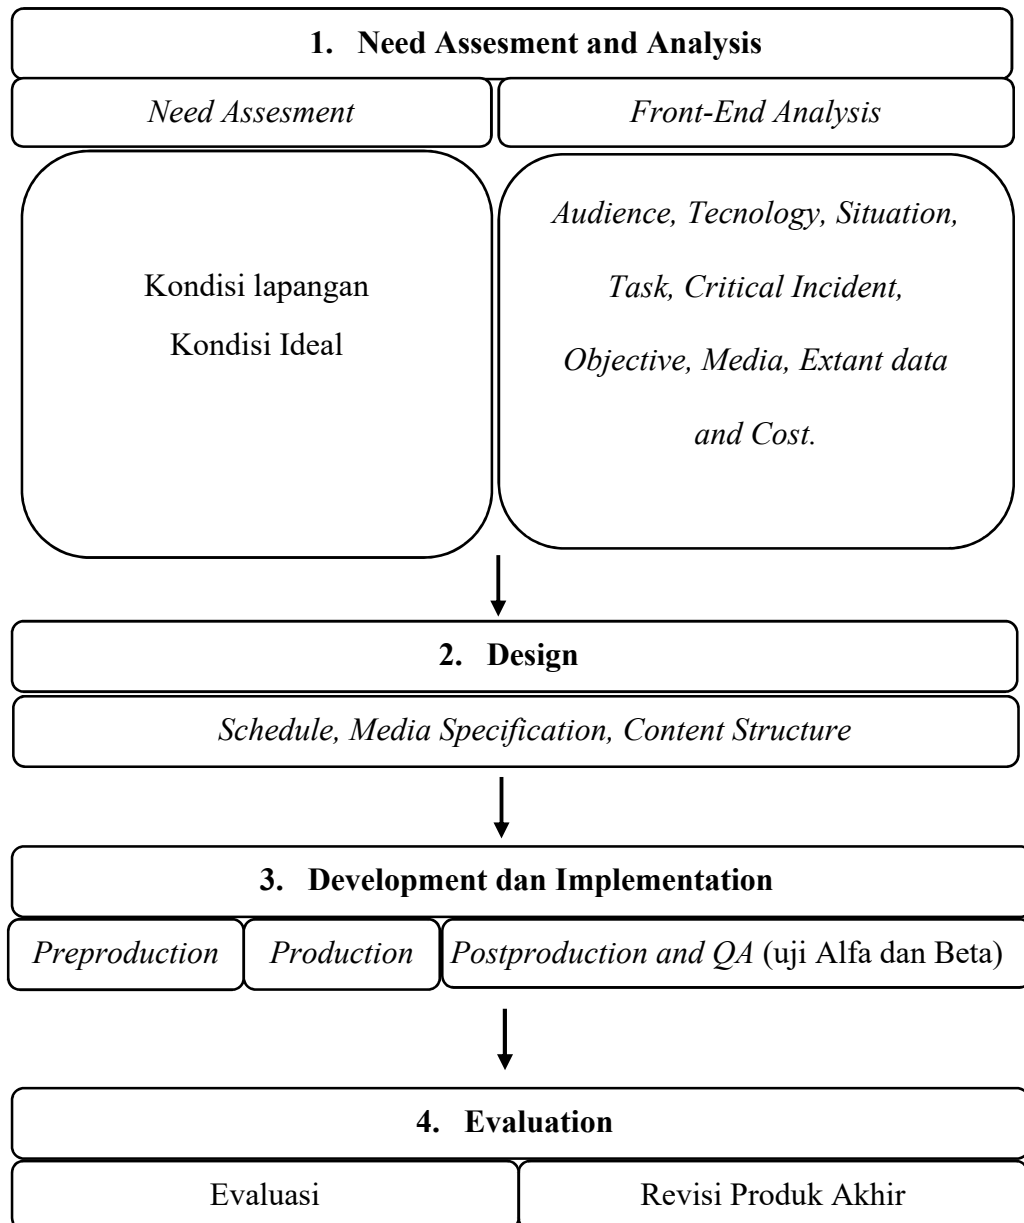 1. Need Assesment and Analysis
Need Assesment
Front-End Analysis
Kondisi lapangan
Kondisi Ideal
Audience, Tecnology, Situation,
Task, Critical Incident,
Objective, Media, Extant data
and Cost.
2. Design
Schedule, Media Specification, Content Structure
3. Development dan Implementation
Preproduction
Production
Postproduction and QA (uji Alfa dan Beta)
4. Evaluation
Evaluasi
Revisi Produk Akhir